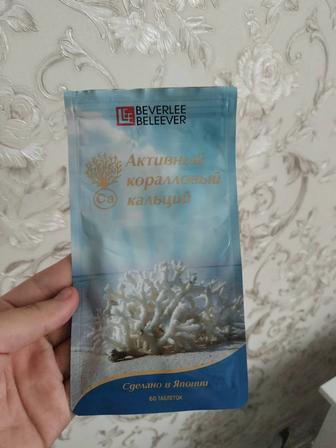 BEVERLEE
BELEEVER
Активный
коралловый
кальций
Ca
Сделано в Японии
60 ТАБЛЕТОК